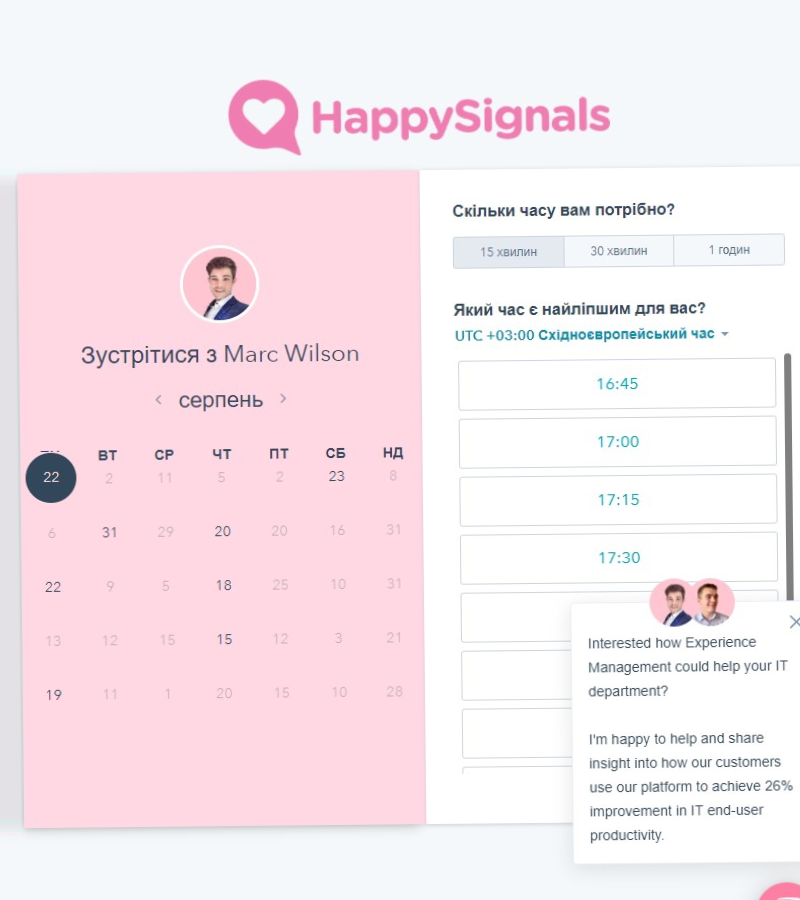 HappySignals
Зустрітися з Marc Wilson
серпень
ВТ СР ЧТ ПТ СБ НД
22 2 11 5 2 23 8
6 31 29 20 20 16 31
22 9 5 18 25 10 31
13 12 15 15 12 3 21
19 11 1 20 15 10 28
Скільки часу вам потрібно?
15 хвилин 30 хвилин 1 годин
Який час є найліпшим для вас?
UTC +03:00 Східноєвропейський час
16:45
17:00
17:15
17:30
Interested how Experience
Management could help your IT
department?
I'm happy to help and share
insight into how our customers
use our platform to achieve 26%
improvement in IT end-user
productivity.